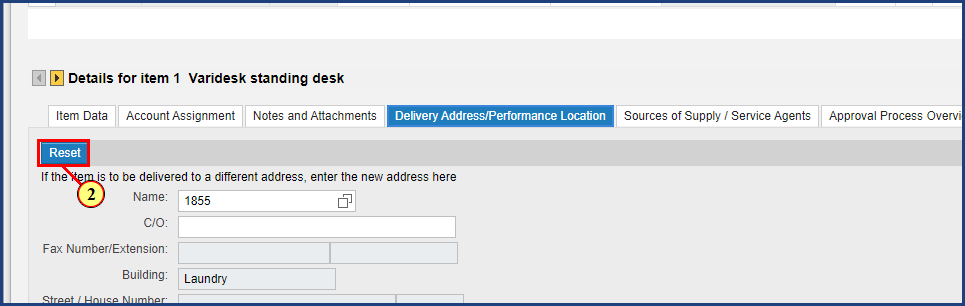 Details for item 1 Varidesk standing desk
Item Data Account Assignment Notes and Attachments Delivery Address/Performance Location Sources of Supply / Service Agents Approval Process Overvi
Reset
If the item is to be delivered to a different address, enter the new address here
2
Name: 1855
C/O:
Fax Number/Extension:
Building: Laundry
Street / House Number: